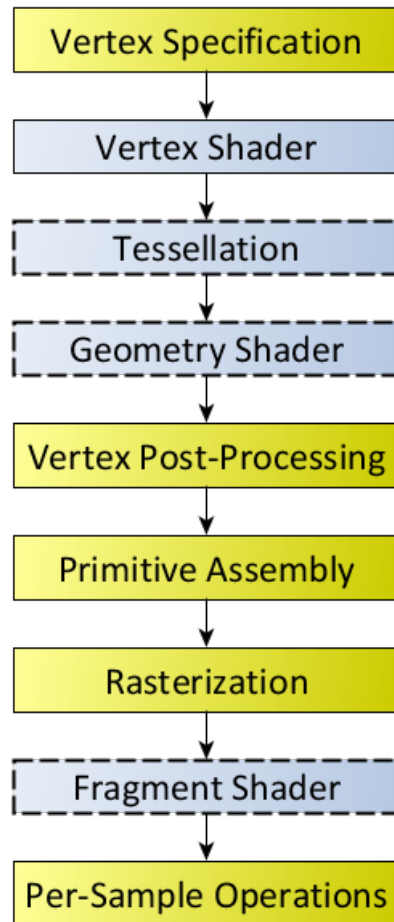 Vertex Specification
Vertex Shader
Tessellation
Geometry Shader
Vertex Post-Processing
Primitive Assembly
Rasterization
Fragment Shader
Per-Sample Operations